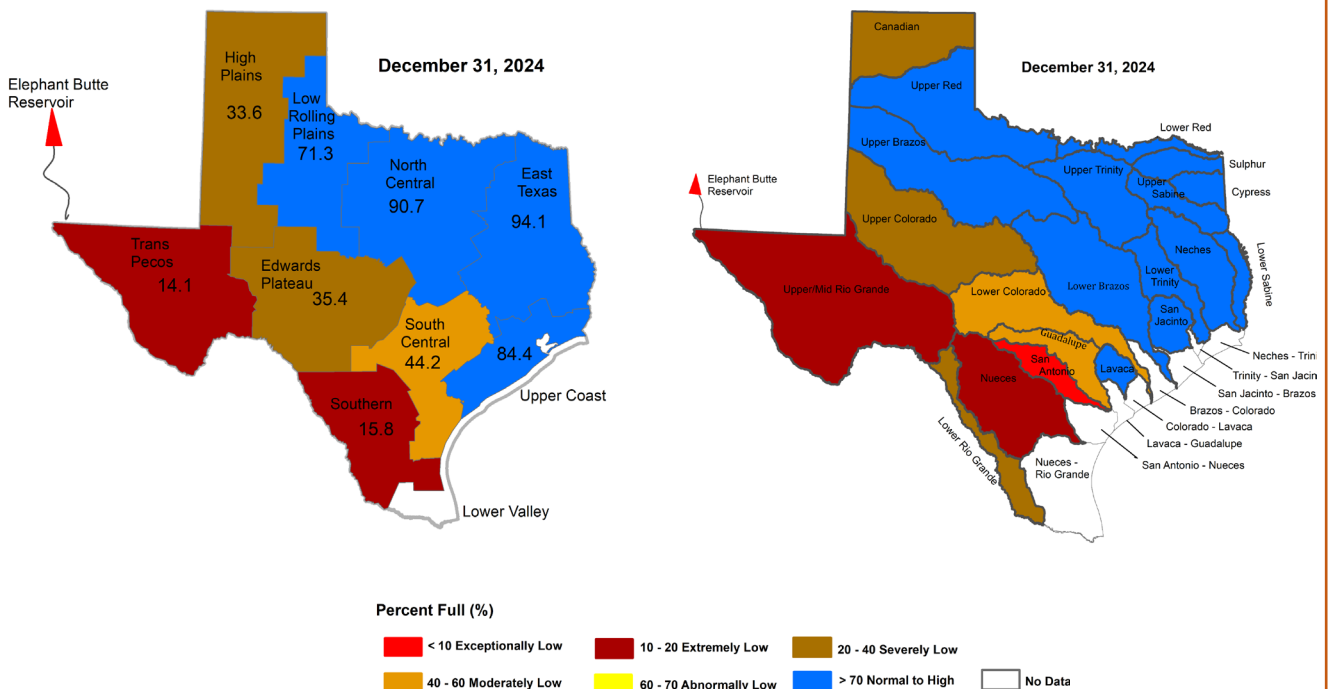 December 31, 2024
Elephant Butte
Reservoir
High
Plains
33.6
Low
Rolling
Plains
71.3
North
Central
90.7
East
Texas
94.1
Trans
Pecos
14.1
Edwards
Plateau
35.4
South
Central
44.2
84.4
Upper Coast
Southern
15.8
Lower Valley
December 31, 2024
Elephant Butte
Reservoir
Canadian
Upper Red
Lower Red
Upper Brazos
Upper Trinity
Sulphur
Upper
Sabine
Cypress
Upper Colorado
Neches
Lower Sabine
Lower
Trinity
Upper/Mid Rio Grande
Lower Colorado
Lower Brazos
San
Jacinto
Guadalupe
San
Antonio
Lavaca
Nueces
Neches - Trini
Trinity - San Jacin
San Jacinto - Brazos
Brazos - Colorado
Colorado - Lavaca
Lavaca - Guadalupe
San Antonio - Nueces
Lower Rio Grande
Nueces -
Rio Grande
Percent Full (%)
< 10 Exceptionally Low
10 - 20 Extremely Low
20 - 40 Severely Low
40 - 60 Moderately Low
60 - 70 Abnormally Low
> 70 Normal to High
No Data